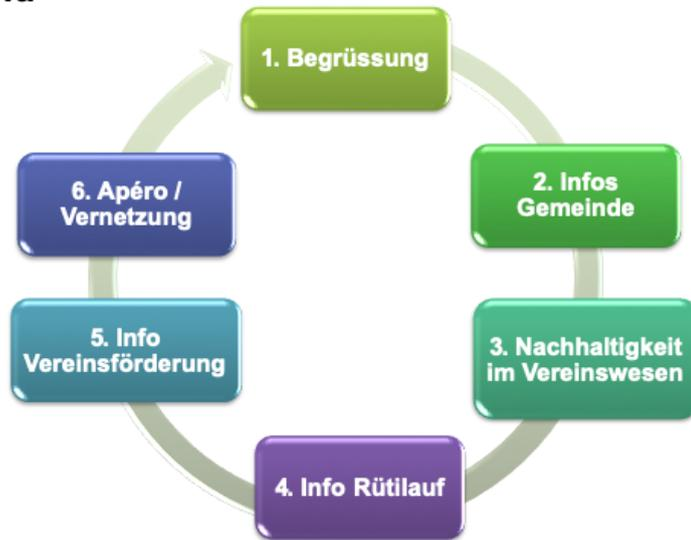 1. Begrüssung
2. Infos
Gemeinde
3. Nachhaltigkeit
im Vereinswesen
4. Info Rütilauf
5. Info
Vereinsförderung
6. Apéro /
Vernetzung